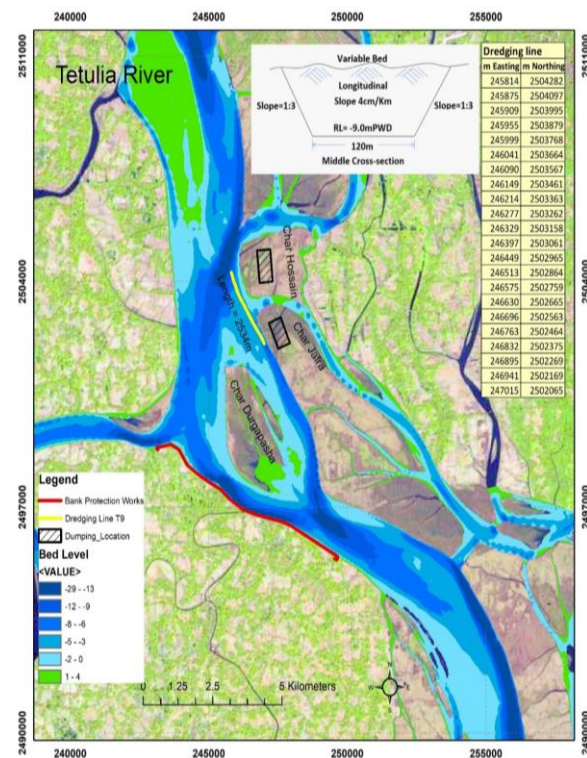 240000 245000 250000 255000
2511000
2511000
Tetulia River
Variable Bed
Longitudinal
Slope 4cm/Km
Slope=1:3
Slope=1:3
RL= -9.0mPWD
120m
Middle Cross-section
Dredging line
m Easting m Northing
245814 2504282
245875 2504097
245909 2503995
245955 2503879
245999 2503768
246041 2503664
246090 2503567
246149 2503461
246214 2503363
246277 2503262
246329 2503158
246397 2503061
246449 2502965
246513 2502864
246575 2502759
246630 2502665
246696 2502563
246763 2502464
246832 2502375
246895 2502269
246941 2502169
247015 2502065
2504000
2504000
Char Hossain
Length = 2534m
Char Jafra
Char Durgapasha
2497000
2497000
Legend
Bank Protection Works
Dredging Line T9
Dumping_Location
Bed Level
<VALUE>
-29 - -13
-12 - -9
-8 - -6
-5 - -3
-2 - 0
1 - 4
0 1.25 2.5 5 Kilometers
N
W E
S
2490000
2490000
240000 245000 250000 255000